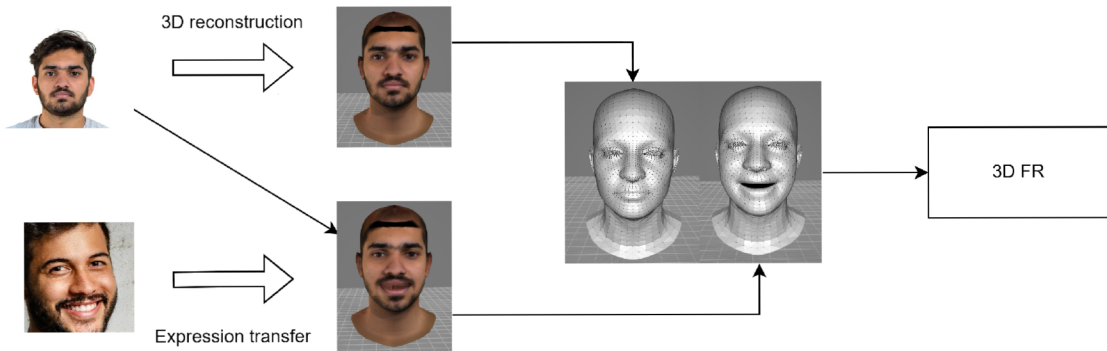 3D reconstruction
3D FR
Expression transfer